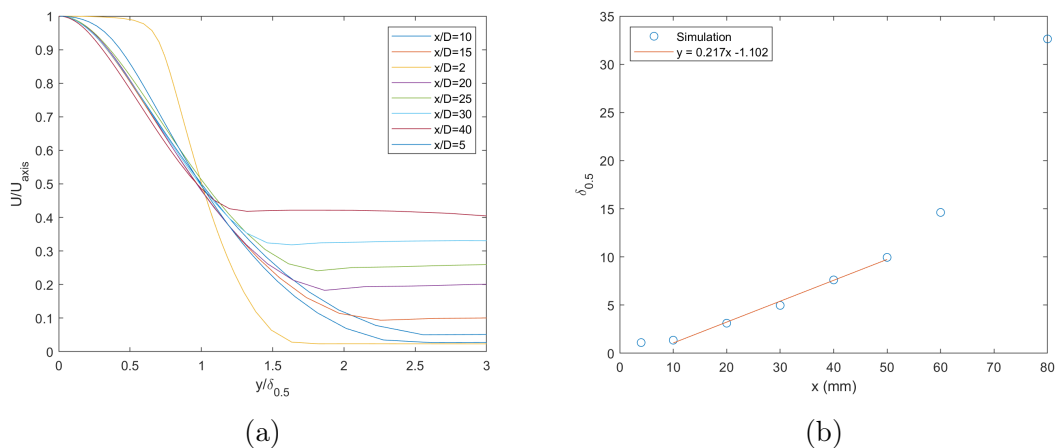 1
0.9
0.8
0.7
0.6
0.5
0.4
0.3
0.2
0.1
0
U/U_axis
0 0.5 1 1.5 2 2.5 3
y/δ_0.5
x/D=10
x/D=15
x/D=2
x/D=20
x/D=25
x/D=30
x/D=40
x/D=5
(a)
35
30
25
20
15
10
5
0
δ_0.5
0 10 20 30 40 50 60 70 80
x (mm)
Simulation
y = 0.217x -1.102
(b)